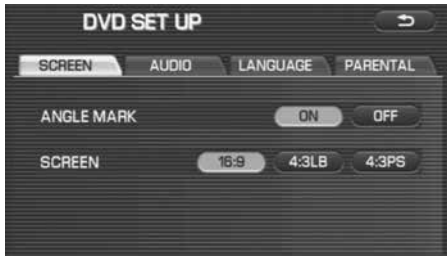 DVD SET UP
SCREEN AUDIO LANGUAGE PARENTAL
ANGLE MARK ON OFF
SCREEN 16:9 4:3LB 4:3PS